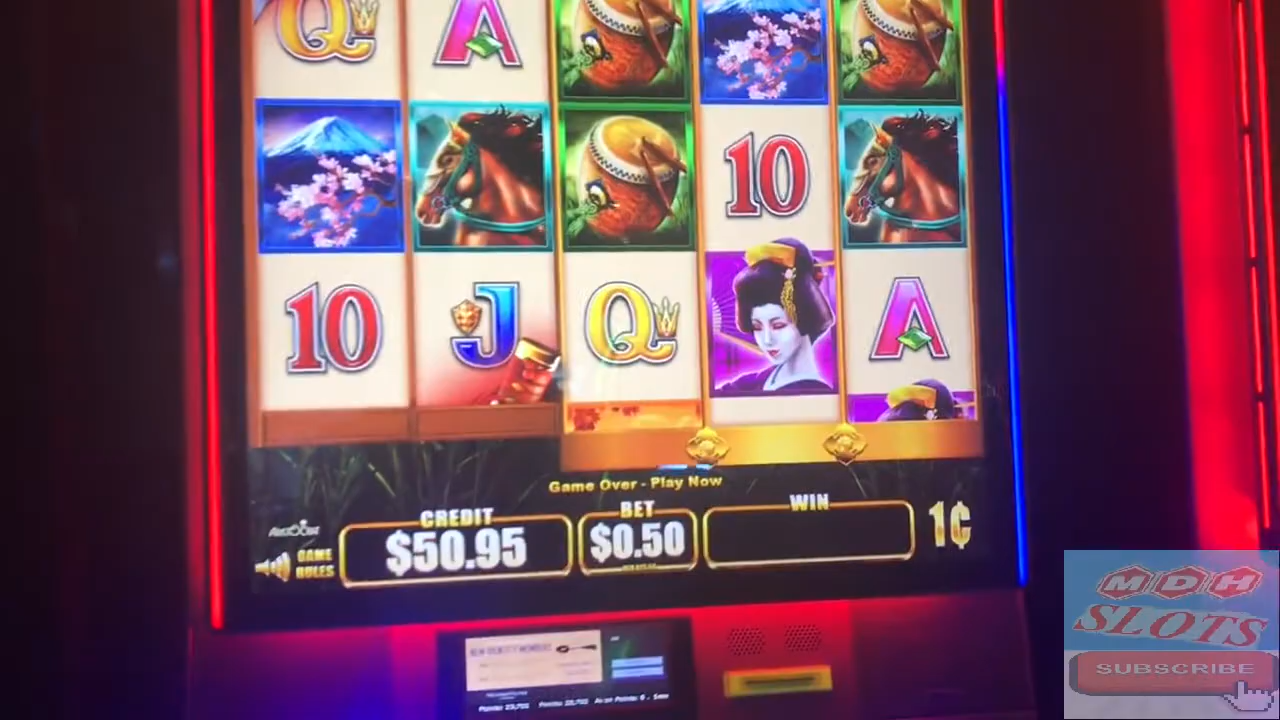 Q A
10
10 J Q A
Game Over - Play Now
CREDIT BET WIN
$50.95 $0.50 1¢
GAME
RULES
MDH
SLOTS
SUBSCRIBE